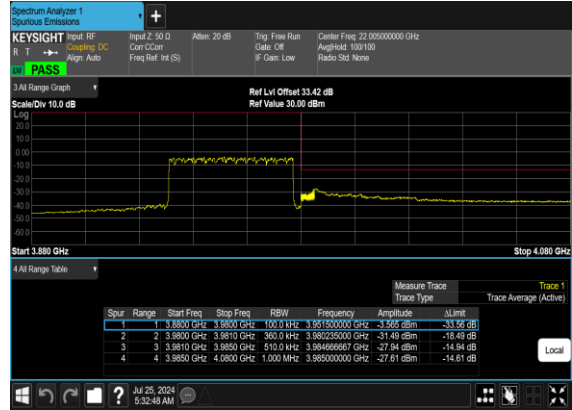 Spectrum Analyzer 1
Spurious Emissions
+
KEYSIGHT Input: RF Input Z: 50 Ω Atten: 20 dB Trig: Free Run Center Freq: 22.005000000 GHz
R T Coupling: DC Corr CCorr Gate: Off Avg|Hold: 100/100
Align: Auto Freq Ref: Int (S) IF Gain: Low Radio Std: None
PASS
3 All Range Graph
Ref Lvl Offset 33.42 dB
Scale/Div 10.0 dB Ref Value 30.00 dBm
Log
20.0
10.0
0.00
-10.0
-20.0
-30.0
-40.0
-50.0
-60.0
Start 3.880 GHz Stop 4.080 GHz
4 All Range Table
Measure Trace Trace 1
Trace Type Trace Average (Active)
Spur Range Start Freq Stop Freq RBW Frequency Amplitude ΔLimit
1 1 3.8800 GHz 3.9800 GHz 100.0 kHz 3.951500000 GHz -3.565 dBm -33.56 dB
2 2 3.9800 GHz 3.9810 GHz 360.0 kHz 3.980235000 GHz -31.49 dBm -18.49 dB
3 3 3.9810 GHz 3.9850 GHz 510.0 kHz 3.984666667 GHz -27.94 dBm -14.94 dB
4 4 3.9850 GHz 4.0800 GHz 1.000 MHz 3.985000000 GHz -27.61 dBm -14.61 dB
Local
? Jul 25, 2024
5:32:48 AM